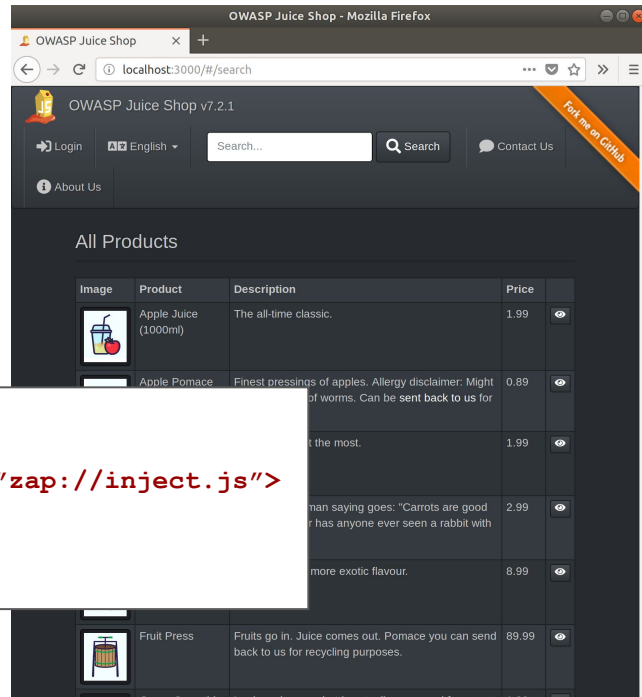 OWASP Juice Shop - Mozilla Firefox
OWASP Juice Shop
localhost:3000/#/search
OWASP Juice Shop v7.2.1
Fork me on GitHub
Login
English
Search...
Search
Contact Us
About Us
All Products
Image Product Description Price
Apple Juice The all-time classic. 1.99
(1000ml)
Apple Pomace Finest pressings of apples. Allergy disclaimer: Might 0.89
of worms. Can be sent back to us for
"zap://inject.js">
t the most. 1.99
man saying goes: "Carrots are good 2.99
r has anyone ever seen a rabbit with
more exotic flavour. 8.99
Fruit Press Fruits go in. Juice comes out. Pomace you can send 89.99
back to us for recycling purposes.